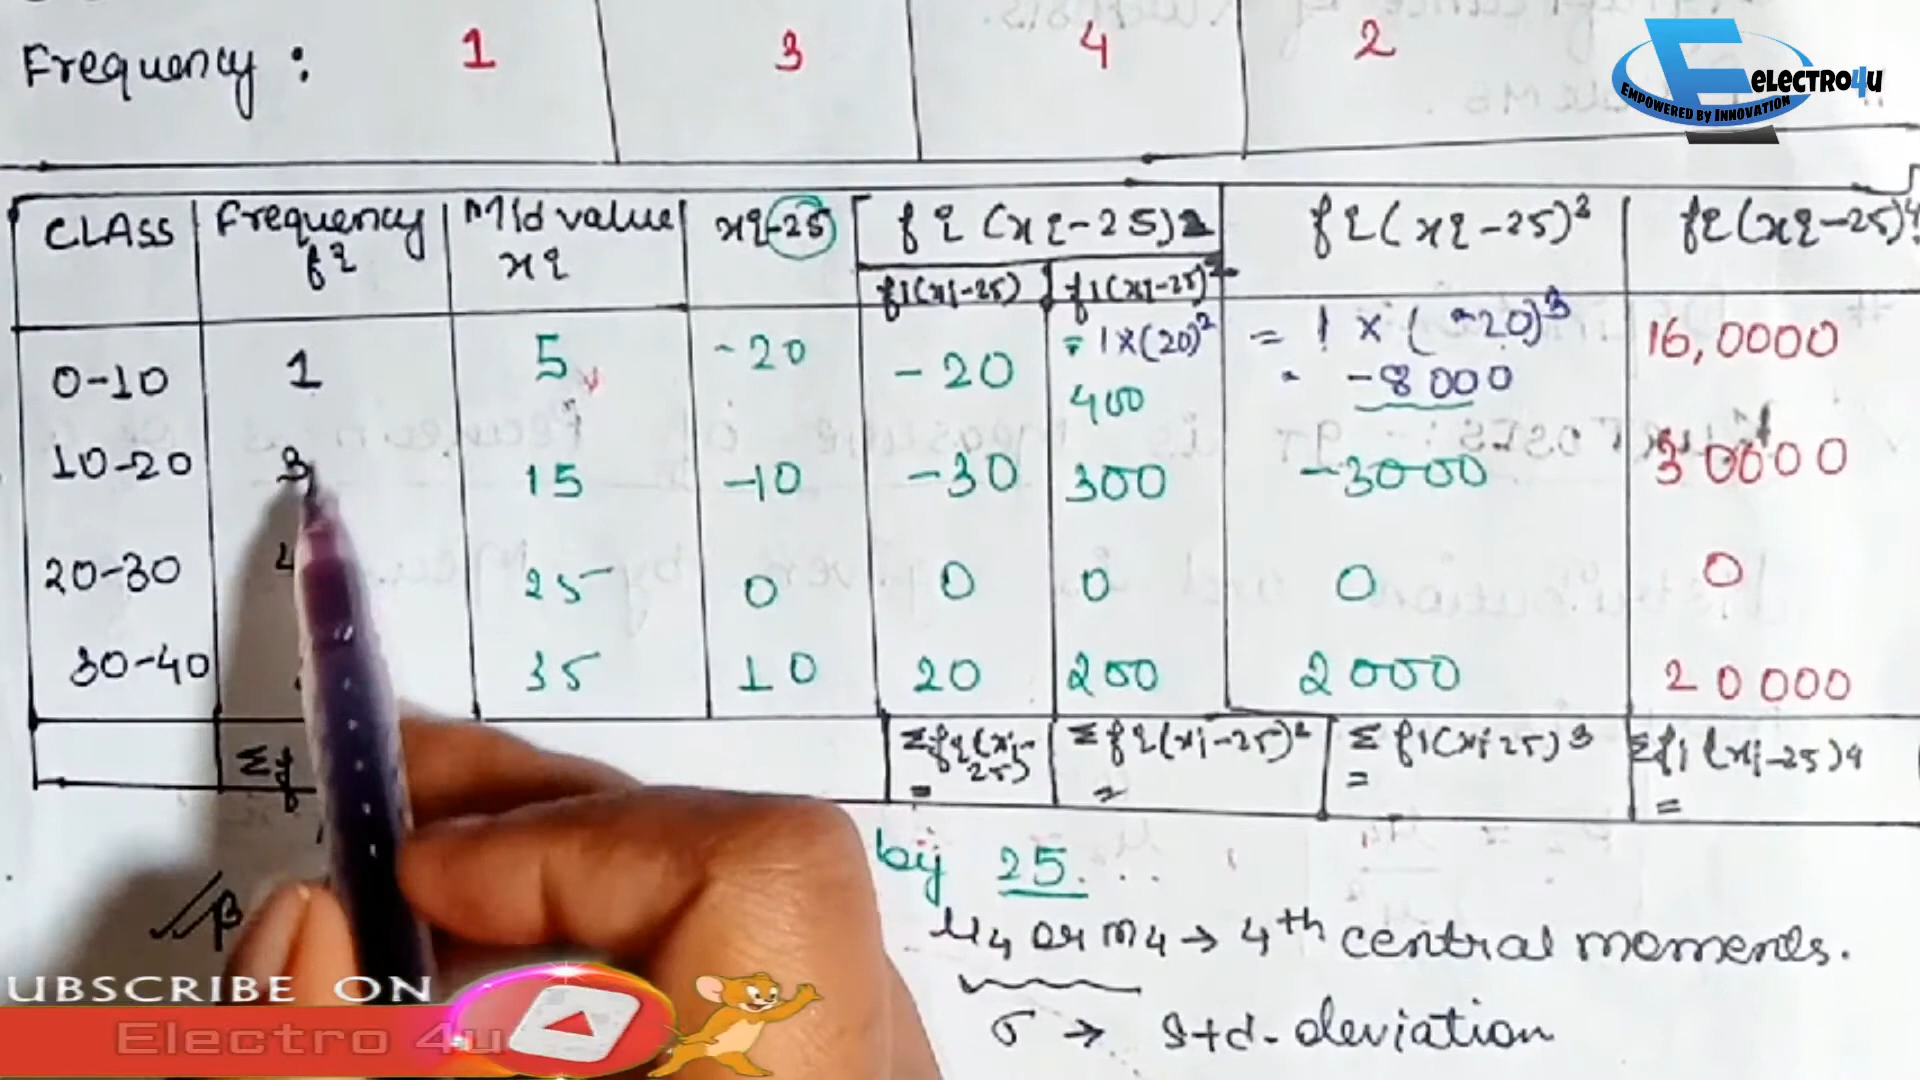 Frequency : 1 3 4 2
electro4u
EMPOWERED by INNOVATION
CLASS Frequency fi Mid value xi xi-25 fi (xi-25) fi (xi-25)³ fi (xi-25)⁴
fi(xi-25) fi(xi-25)²
0-10 1 5 -20 -20 = 1×(20)² 400 = 1 × (-20)³ = -8000 16,0000
10-20 3 15 -10 -30 300 -3000 30000
20-30 4 25 0 0 0 0 0
30-40 35 10 20 200 2000 20000
Σf Σfi(xi-25) = Σfi(xi-25)² = Σfi(xi-25)³ = Σfi(xi-25)4 =
by 25.
β
μ4 or m4 → 4th central moments.
σ → Std-deviation
UBSCRIBE ON
Electro 4u